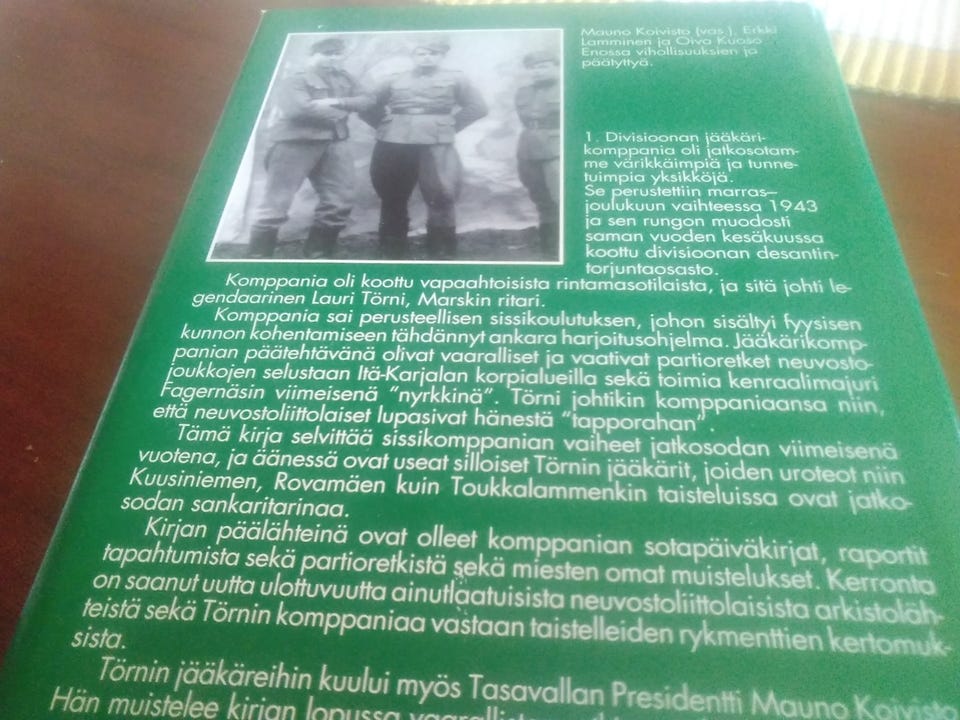 Mauno Koivisto (vas.), Erkki
Lamminen ja Oiva Kuoso
Enossa vihollisuuksien jo
päätyttyä.
1. Divisioonan jääkäri-
komppania oli jatkosotam-
me värikkäimpiä ja tunne-
tuimpia yksikköjä.
Se perustettiin marras–
joulukuun vaihteessa 1943
ja sen rungon muodosti
saman vuoden kesäkuussa
koottu divisioonan desantin-
torjuntaosasto.
Komppania oli koottu vapaahtoisista rintamasotilaista, ja sitä johti le-
gendaarinen Lauri Törni, Marskin ritari.
Komppania sai perusteellisen sissikoulutuksen, johon sisältyi fyysisen
kunnon kohentamiseen tähdännyt ankara harjoitusohjelma. Jääkärikomp-
panian päätehtävänä olivat vaaralliset ja vaativat partioretket neuvosto-
joukkojen selustaan Itä-Karjalan korpialueilla sekä toimia kenraalimajuri
Fagernäsin viimeisenä "nyrkkinä". Törni johtikin komppaniaansa niin,
että neuvostoliittolaiset lupasivat hänestä "tapporahan".
Tämä kirja selvittää sissikomppanian vaiheet jatkosodan viimeisenä
vuotena, ja äänessä ovat useat silloiset Törnin jääkärit, joiden uroteot niin
Kuusiniemen, Rovamäen kuin Toukkalammenkin taisteluissa ovat jatko-
sodan sankaritarinaa.
Kirjan päälähteinä ovat olleet komppanian sotapäiväkirjat, raportit
tapahtumista sekä partioretkistä sekä miesten omat muistelukset. Kerronta
on saanut uutta ulottuvuutta ainutlaatuisista neuvostoliittolaisista arkistoläh-
teistä sekä Törnin komppaniaa vastaan taistelleiden rykmenttien kertomuk-
sista.
Törnin jääkäreihin kuului myös Tasavallan Presidentti Mauno Koivisto
Hän muistelee kirjan lopussa